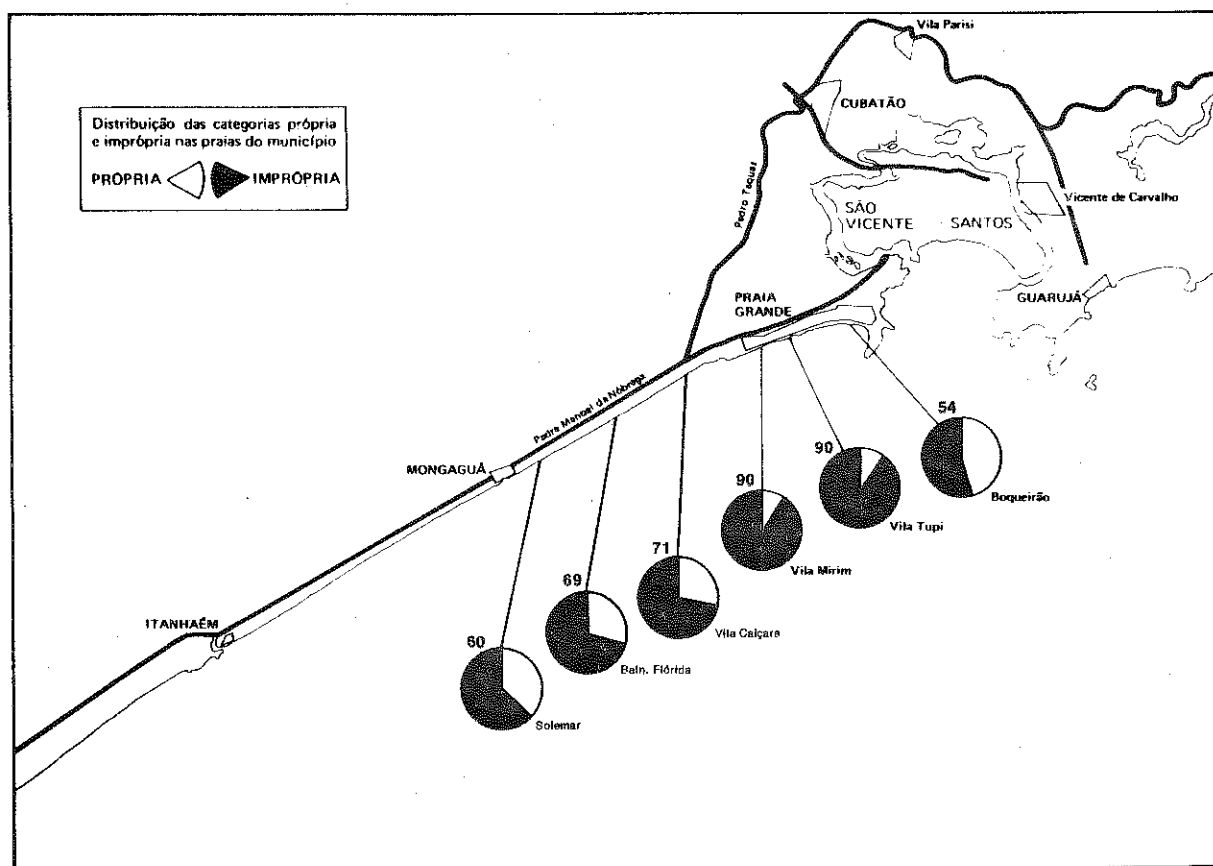 Vila Parisi
CUBATÃO
Distribuição das categorias própria
e imprópria nas praias do município
PRÓPRIA
IMPRÓPRIA
Pedro Taques
Vicente de Carvalho
SÃO
VICENTE
SANTOS
GUARUJÁ
PRAIA
GRANDE
Padre Manoel da Nóbrega
MONGAGUÁ
54
Boqueirão
90
Vila Tupi
90
Vila Mirim
71
Vila Caiçara
69
Baln. Flórida
60
Solemar
ITANHAÉM